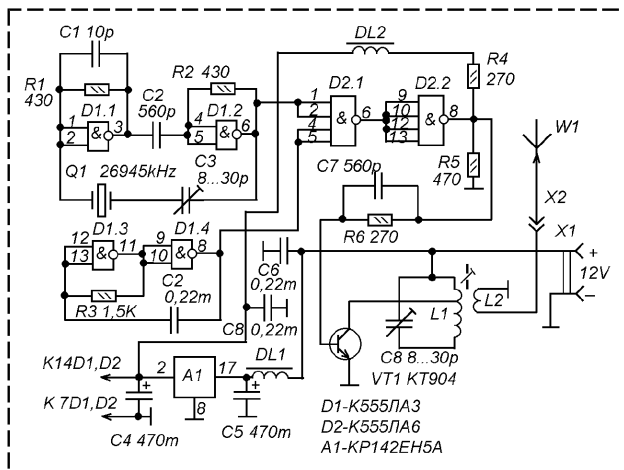 C1 10p
DL2
R1
430
D1.1
&
1
2
3
C2
560p
R2 430
D1.2
&
4
5
6
D2.1
&
1
2
4
5
6
D2.2
&
9
10
12
13
8
R4
270
W1
Q1 26945kHz
C3
8...30p
C7 560p
R5
470
X2
R6 270
X1
D1.3
&
12
13
11
D1.4
&
9
10
8
R3 1,5K
C2
0,22m
C6
0,22m
C8
0,22m
+
12V
–
L1
L2
C8 8...30p
VT1 KT904
K14D1,D2
2
A1
17
8
DL1
+
+
K 7D1,D2
C4 470m
C5 470m
D1-К555ЛА3
D2-К555ЛА6
A1-КР142ЕН5А